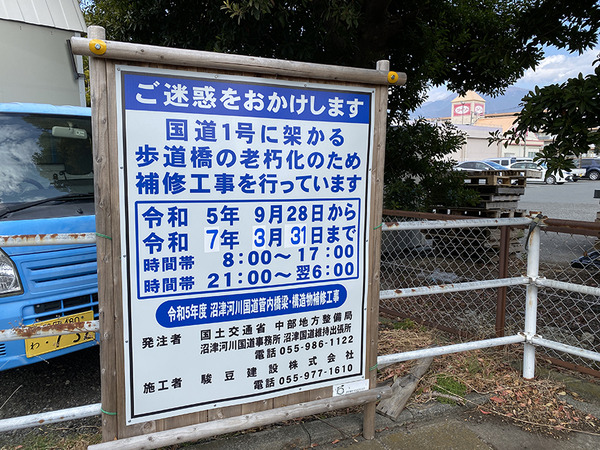 ご迷惑をおかけします
国道1号に架かる
歩道橋の老朽化のため
補修工事を行っています
令和 5年 9月28日から
令和 7年 3月 31日まで
時間帯 8:00～17:00
時間帯 21:00～翌6:00
令和5年度 沼津河川国道管内橋梁・構造物補修工事
発注者 国土交通省 中部地方整備局
沼津河川国道事務所 沼津国道維持出張所
電話 055-986-1122
施工者 駿豆建設株式会社
電話 055-977-1610